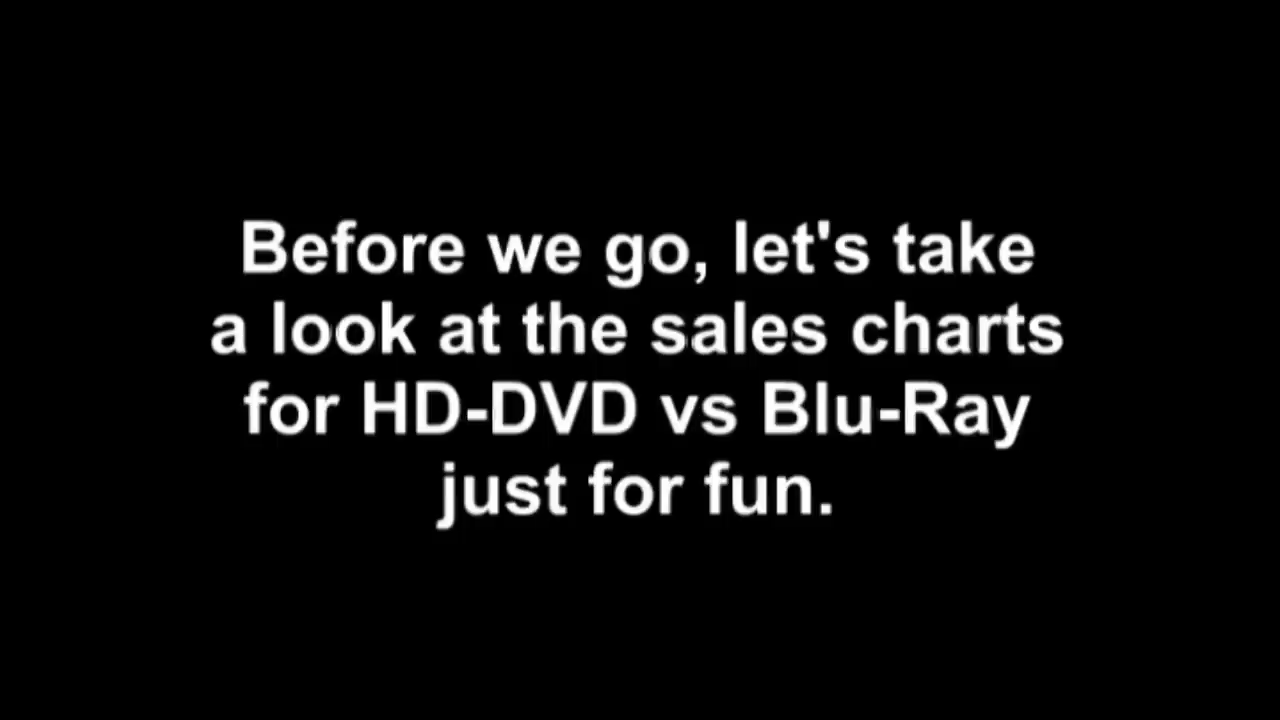 Before we go, let's take
a look at the sales charts
for HD-DVD vs Blu-Ray
just for fun.